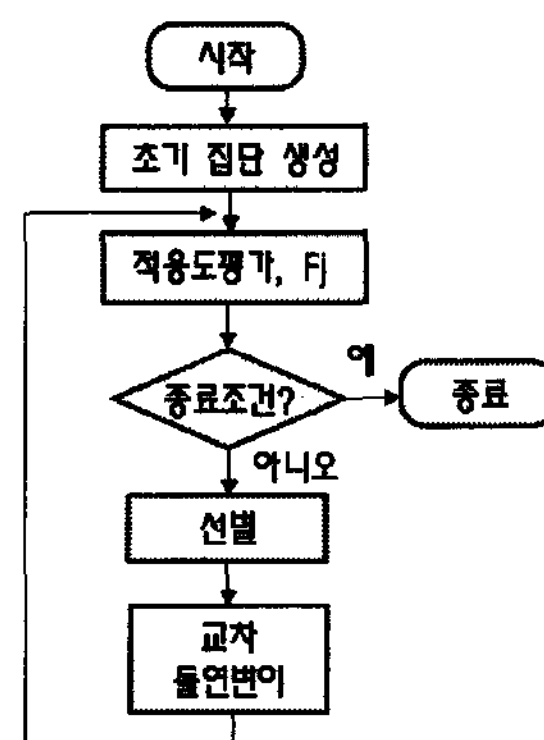 시작
초기 집단 생성
적용도평가, Fj
종료조건?
예
종료
아니오
선별
교차
돌연변이